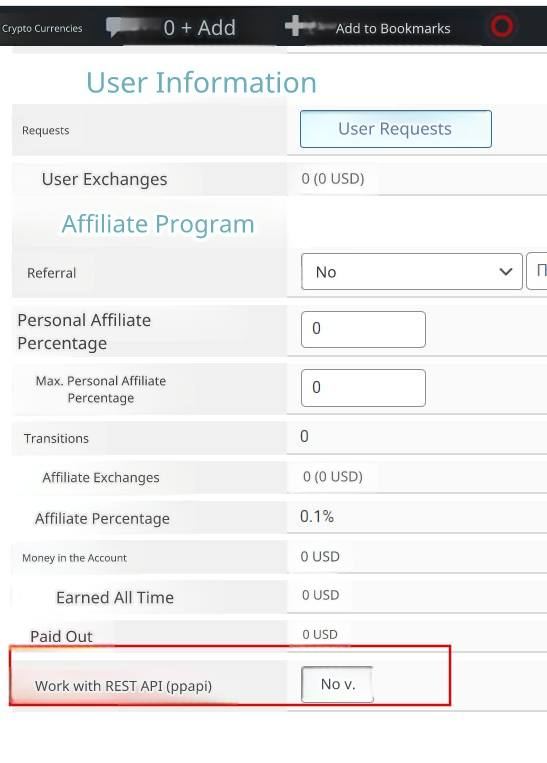 Crypto Currencies 0 + Add Add to Bookmarks
User Information
Requests User Requests
User Exchanges 0 (0 USD)
Affiliate Program
Referral No П
Personal Affiliate
Percentage 0
Max. Personal Affiliate
Percentage 0
Transitions 0
Affiliate Exchanges 0 (0 USD)
Affiliate Percentage 0.1%
Money in the Account 0 USD
Earned All Time 0 USD
Paid Out 0 USD
Work with REST API (ppapi) No v.